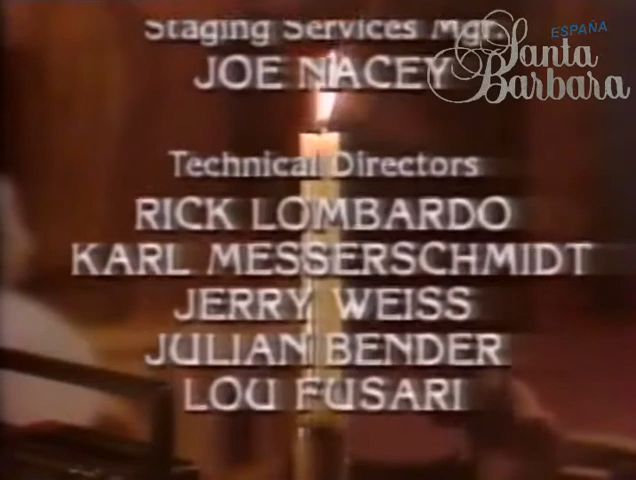 Staging Services Mgr.
JOE NACEY
ESPAÑA
Santa
Barbara
Technical Directors
RICK LOMBARDO
KARL MESSERSCHMIDT
JERRY WEISS
JULIAN BENDER
LOU FUSARI